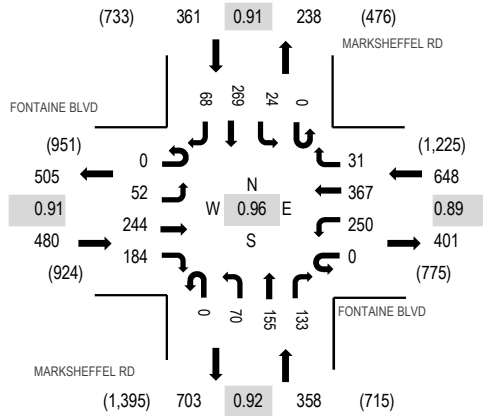 (733) 361 0.91 238 (476)
MARKSHEFFEL RD
FONTAINE BLVD
68 269 24 0
(951) (1,225)
505 0 31 648
52 N 367
0.91 W 0.96 E 0.89
244 S 250
480 184 0 401
(924) (775)
0 70 155 133
FONTAINE BLVD
MARKSHEFFEL RD
(1,395) 703 0.92 358 (715)